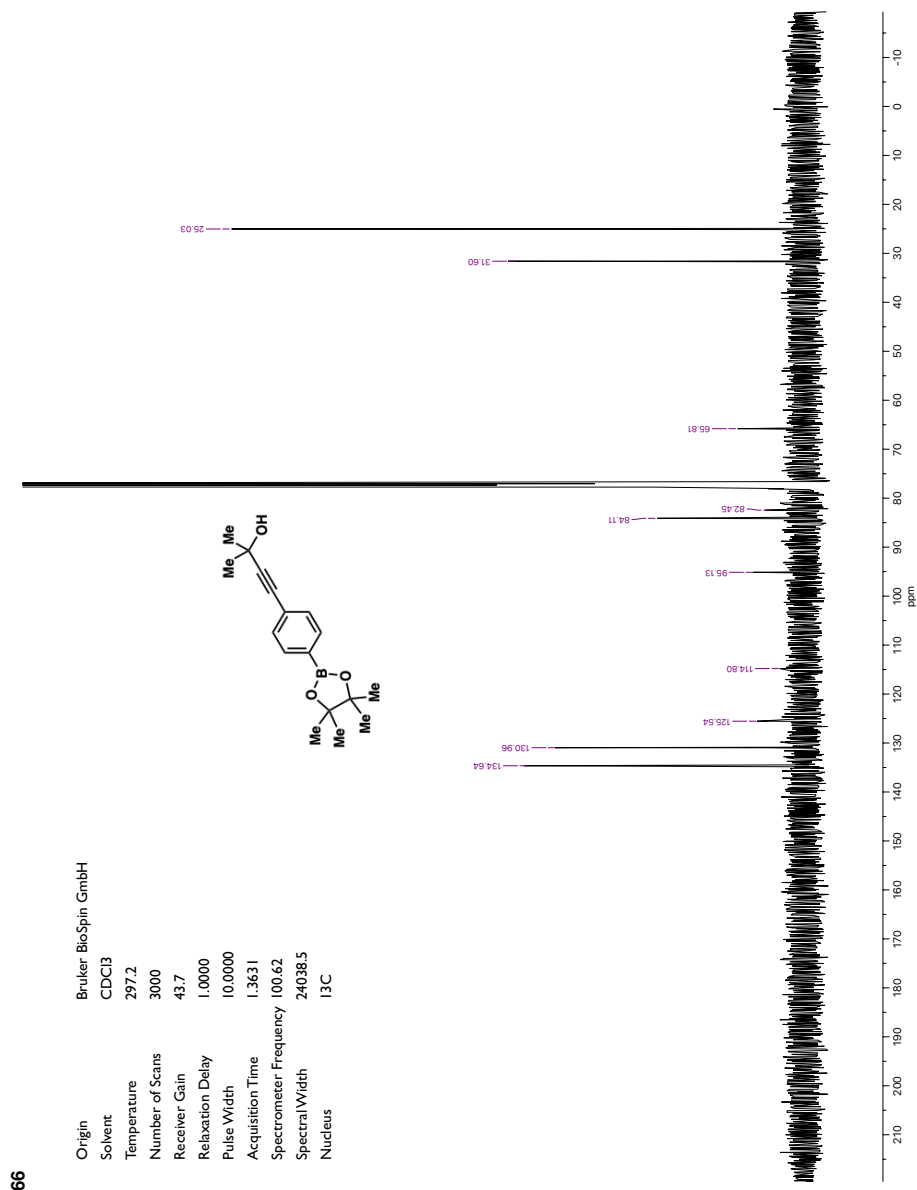 66
Origin Bruker BioSpin GmbH
Solvent CDCl3
Temperature 297.2
Number of Scans 3000
Receiver Gain 43.7
Relaxation Delay 1.0000
Pulse Width 10.0000
Acquisition Time 1.3631
Spectrometer Frequency 100.62
Spectral Width 24038.5
Nucleus 13C
Me
Me
Me
Me
O
B
O
Me
Me
OH
134.64
130.96
125.54
114.80
95.13
84.11
82.45
65.81
31.60
25.03
210 200 190 180 170 160 150 140 130 120 110 100 90 80 70 60 50 40 30 20 10 0 -10
ppm